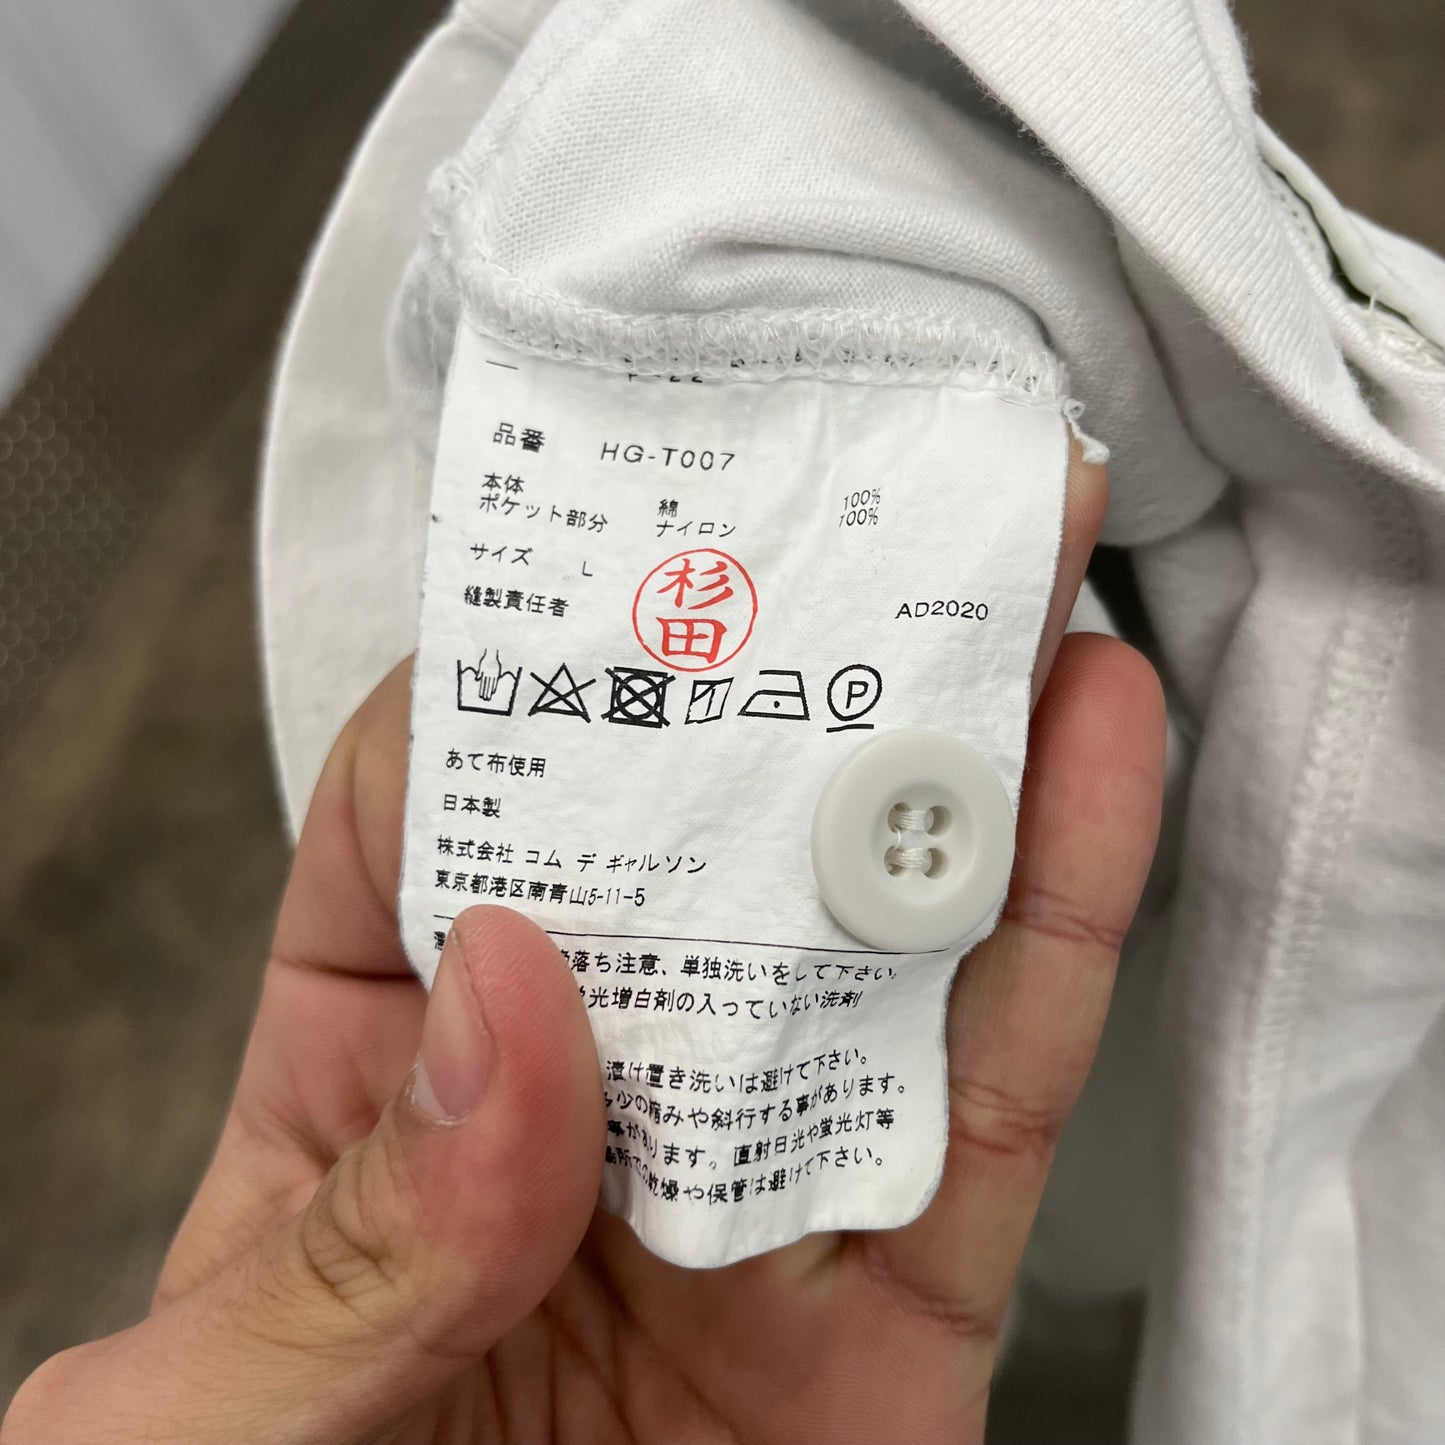 品番 HG-T007
本体 綿 100%
ポケット部分 ナイロン 100%
サイズ L
縫製責任者 杉田 AD2020
P
あて布使用
日本製
株式会社 コム デ ギャルソン
東京都港区南青山5-11-5
落ち注意、単独洗いをして下さい
光増白剤の入っていない洗剤
漬け置き洗いは避けて下さい。
少の縮みや斜行する事があります。
事があります。直射日光や蛍光灯等
場所での乾燥や保管は避けて下さい。